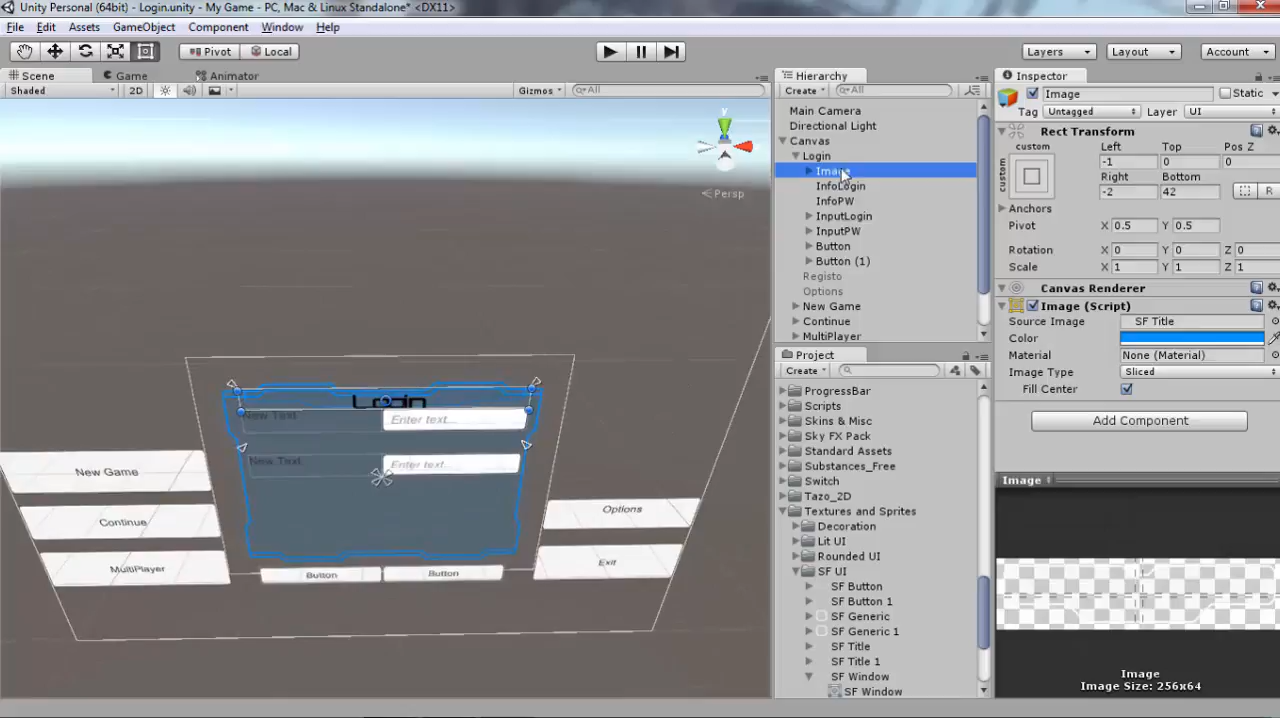 Unity Personal (64bit) - Login.unity - My Game - PC, Mac & Linux Standalone* <DX11>
File Edit Assets GameObject Component Window Help
Pivot Local Layers Layout Account
Scene Game Animator
Shaded 2D Gizmos All
y
Persp
Login
New Text Enter text...
New Text Enter text...
New Game
Continue
MultiPlayer
Options
Exit
Button Button
Hierarchy
Create All
Main Camera
Directional Light
Canvas
Login
Image
InfoLogin
InfoPW
InputLogin
InputPW
Button
Button (1)
Registo
Options
New Game
Continue
MultiPlayer
Project
Create
ProgressBar
Scripts
Skins & Misc
Sky FX Pack
Standard Assets
Substances_Free
Switch
Tazo_2D
Textures and Sprites
Decoration
Lit UI
Rounded UI
SF UI
SF Button
SF Button 1
SF Generic
SF Generic 1
SF Title
SF Title 1
SF Window
SF Window
Inspector
Image Static
Tag Untagged Layer UI
Rect Transform
custom Left Top Pos Z
custom -1 0 0
Right Bottom
-2 42 R
Anchors
Pivot X 0.5 Y 0.5
Rotation X 0 Y 0 Z 0
Scale X 1 Y 1 Z 1
Canvas Renderer
Image (Script)
Source Image SF Title
Color
Material None (Material)
Image Type Sliced
Fill Center
Add Component
Image
Image
Image Size: 256x64